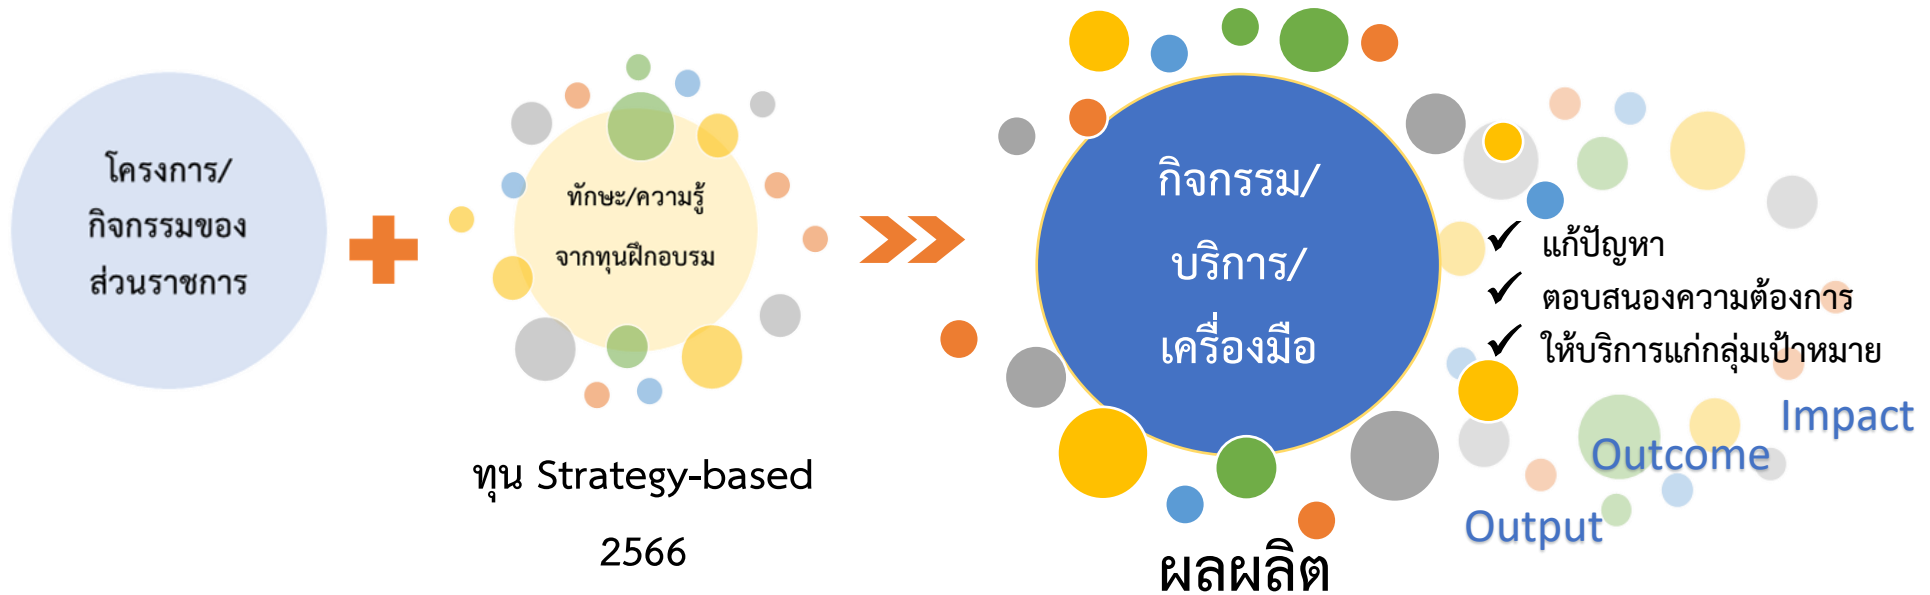 โครงการ/
กิจกรรมของ
ส่วนราชการ
ทักษะ/ความรู้
จากทุนฝึกอบรม
ทุน Strategy-based
2566
กิจกรรม/
บริการ/
เครื่องมือ
ผลผลิต
✓ แก้ปัญหา
✓ ตอบสนองความต้องการ
✓ ให้บริการแก่กลุ่มเป้าหมาย
Output
Outcome
Impact